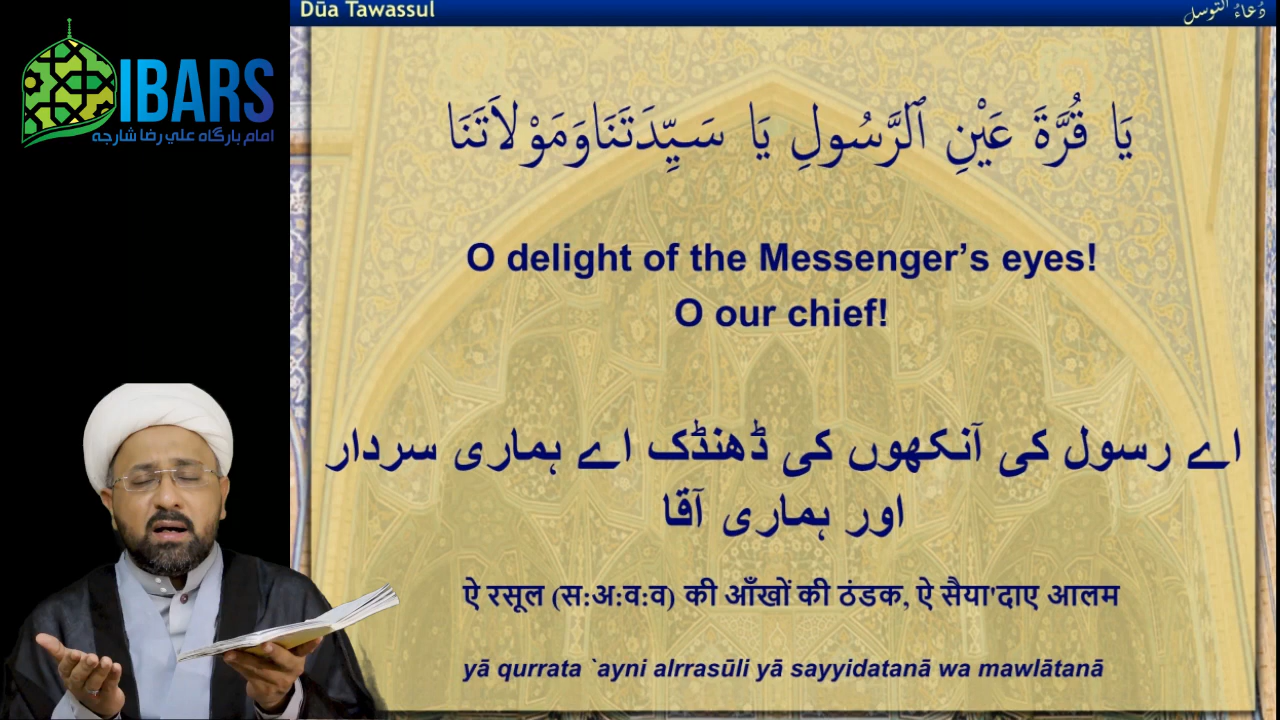 Dūa Tawassul
دُعاءُ التوسل
IBARS
امام بارگاه علي رضا شارجه
يَا قُرَّةَ عَيْنِ ٱلرَّسُولِ يَا سَيِّدَتَنَاوَمَوْلاَتَنَا
O delight of the Messenger’s eyes!
O our chief!
اے رسول کی آنکھوں کی ڈھنڈک اے ہماری سردار
اور ہماری آقا
ऐ रसूल (स:अ:व:व) की आँखों की ठंडक, ऐ सैया'दाए आलम
yā qurrata `ayni alrrasūli yā sayyidatanā wa mawlātanā